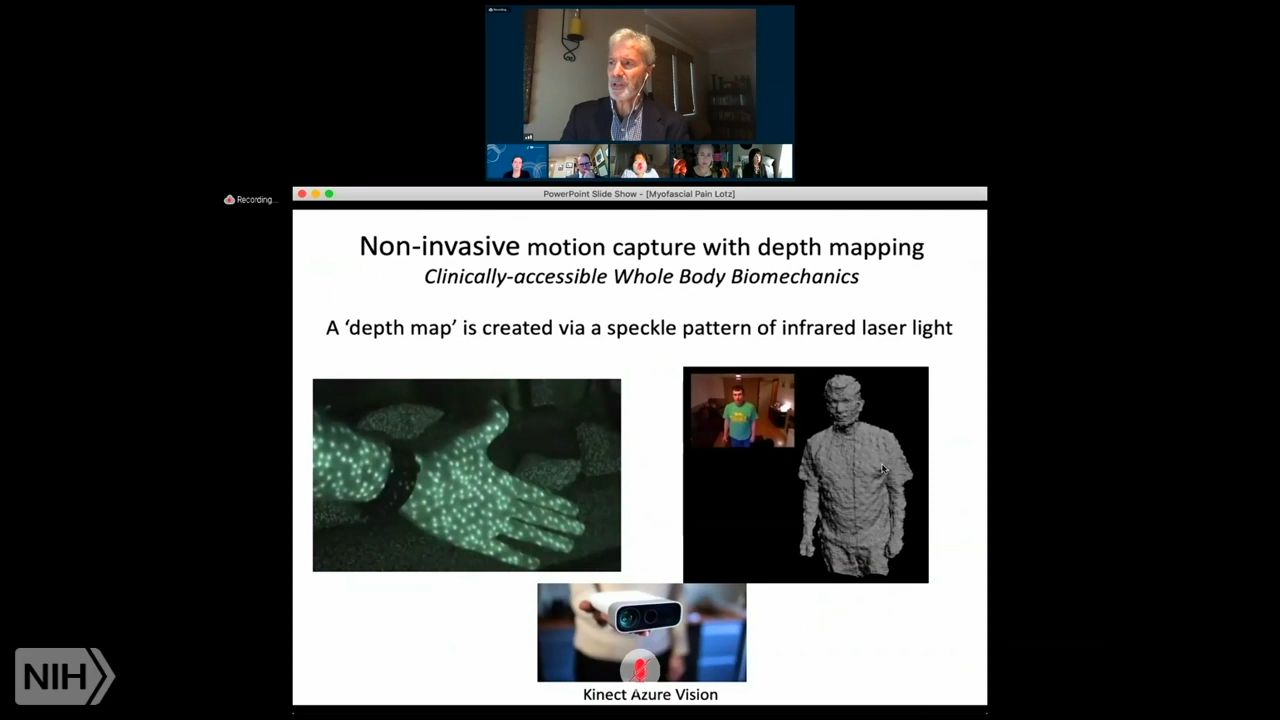 Recording...
PowerPoint Slide Show - [Myofascial Pain Lotz]
Non-invasive motion capture with depth mapping
Clinically-accessible Whole Body Biomechanics
A ‘depth map’ is created via a speckle pattern of infrared laser light
Kinect Azure Vision
NIH